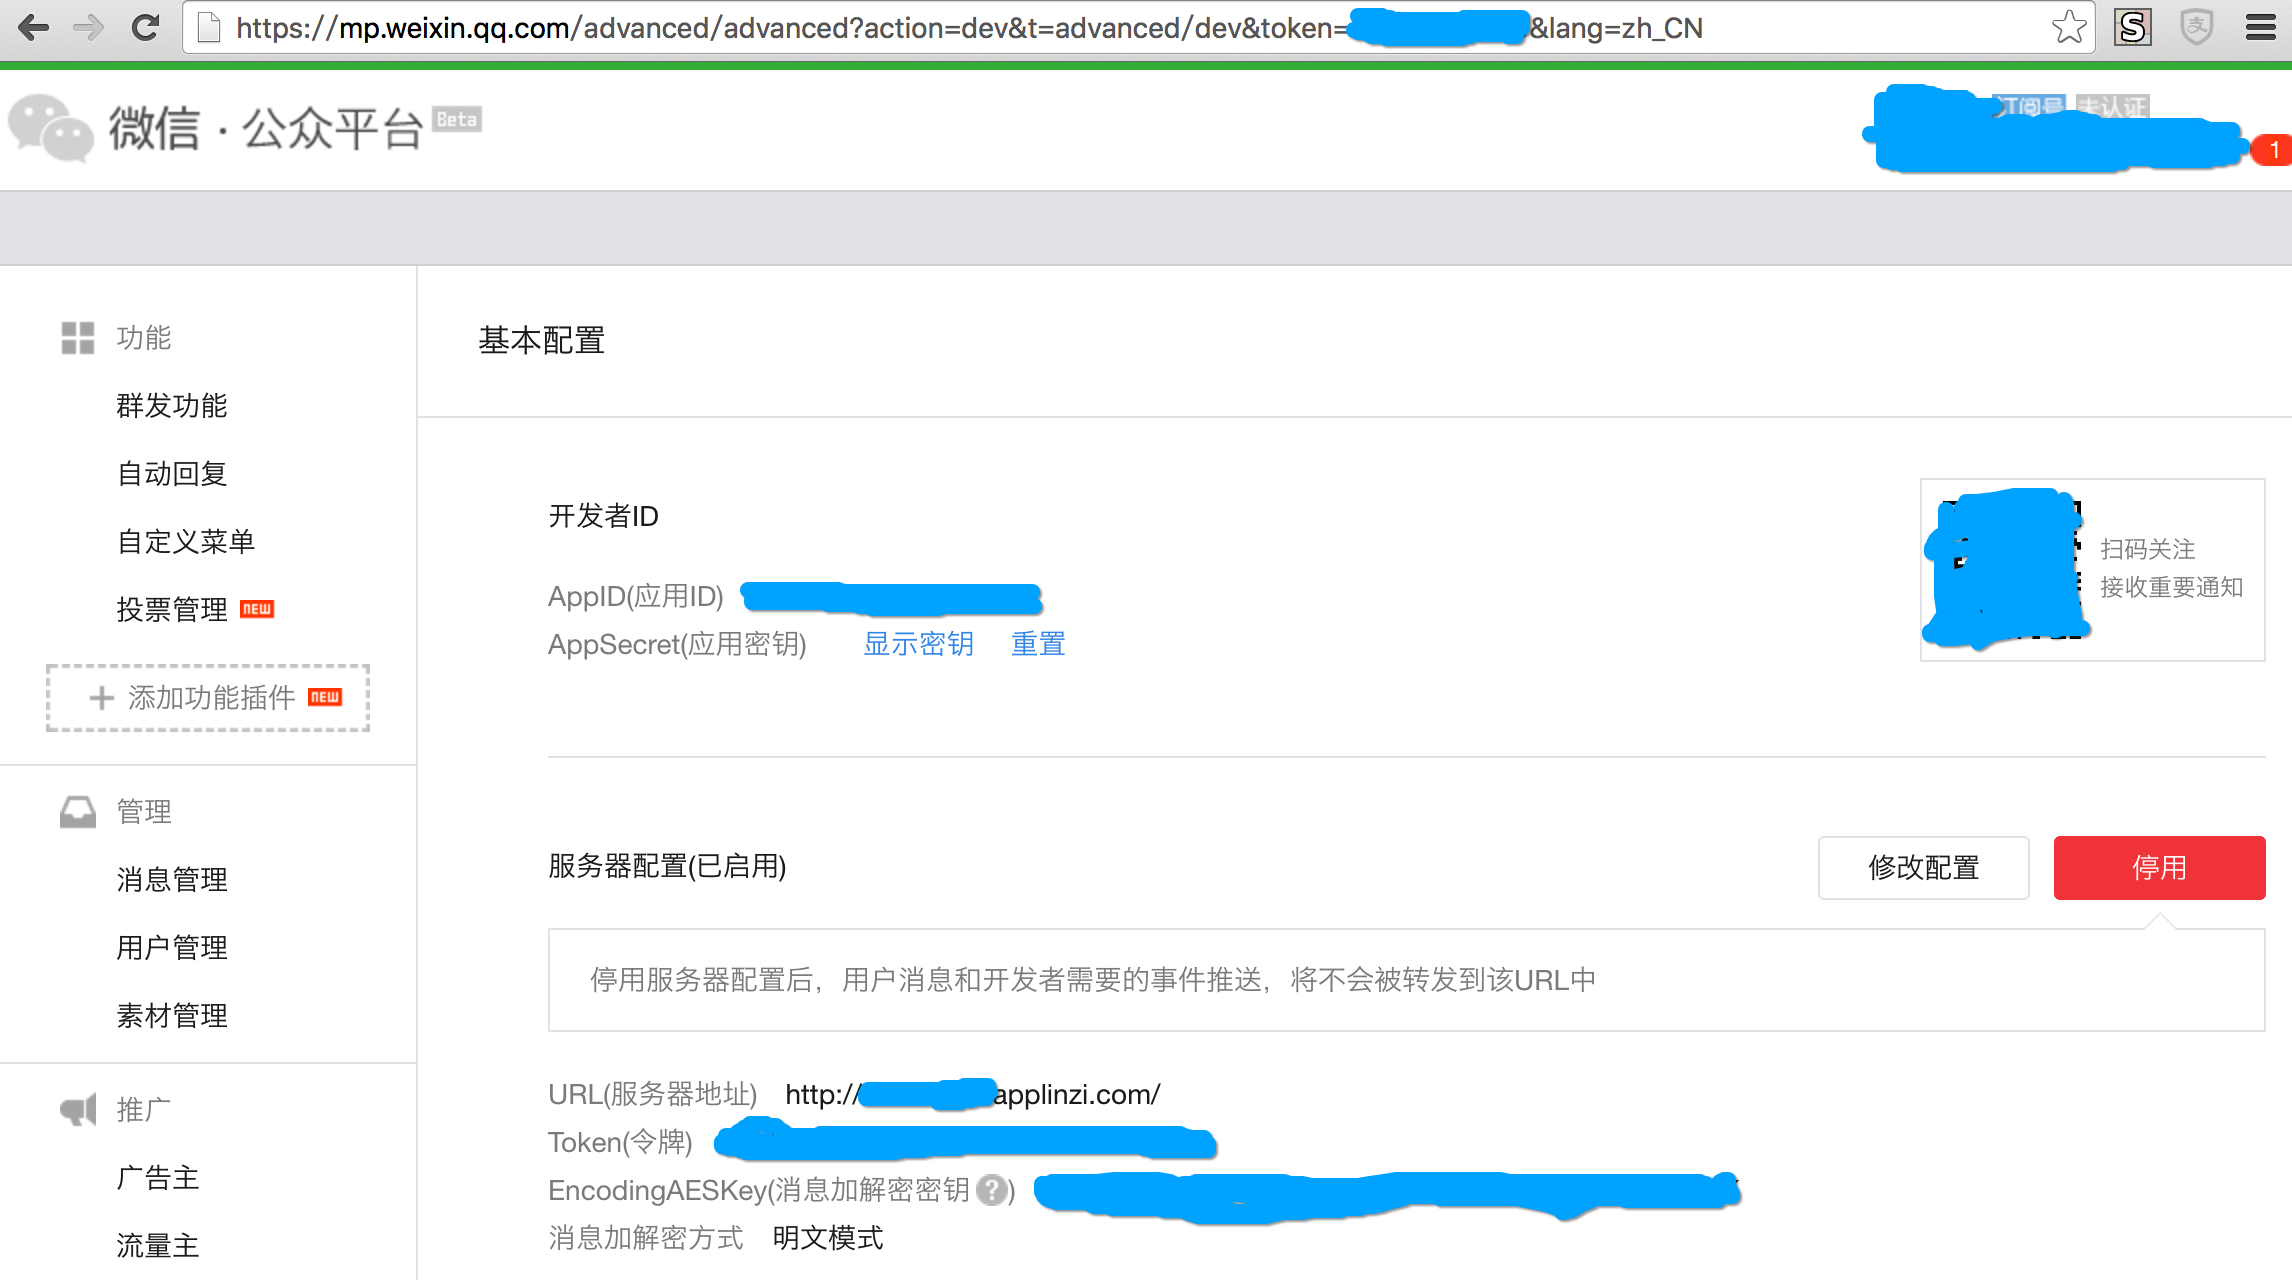 https://mp.weixin.qq.com/advanced/advanced?action=dev&t=advanced/dev&token= &lang=zh_CN
S
支
微信 · 公众平台 Beta
订阅号 未认证
1
功能
群发功能
自动回复
自定义菜单
投票管理 NEW
+ 添加功能插件 NEW
管理
消息管理
用户管理
素材管理
推广
广告主
流量主
基本配置
开发者ID
AppID(应用ID)
AppSecret(应用密钥) 显示密钥 重置
扫码关注
接收重要通知
服务器配置(已启用)
修改配置 停用
停用服务器配置后，用户消息和开发者需要的事件推送，将不会被转发到该URL中
URL(服务器地址) http:// applinzi.com/
Token(令牌)
EncodingAESKey(消息加解密密钥 ? )
消息加解密方式 明文模式